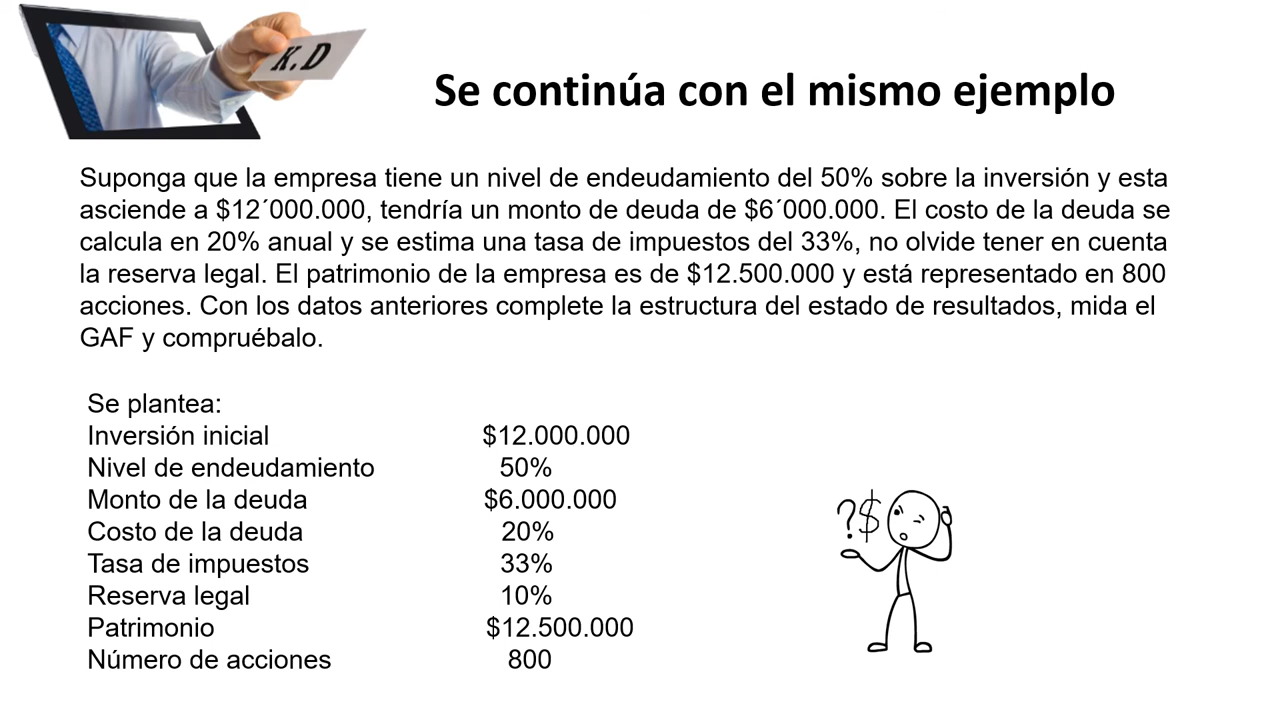 K.D
Se continúa con el mismo ejemplo
Suponga que la empresa tiene un nivel de endeudamiento del 50% sobre la inversión y esta
asciende a $12´000.000, tendría un monto de deuda de $6´000.000. El costo de la deuda se
calcula en 20% anual y se estima una tasa de impuestos del 33%, no olvide tener en cuenta
la reserva legal. El patrimonio de la empresa es de $12.500.000 y está representado en 800
acciones. Con los datos anteriores complete la estructura del estado de resultados, mida el
GAF y compruébalo.
Se plantea:
Inversión inicial $12.000.000
Nivel de endeudamiento 50%
Monto de la deuda $6.000.000
Costo de la deuda 20%
Tasa de impuestos 33%
Reserva legal 10%
Patrimonio $12.500.000
Número de acciones 800
?$